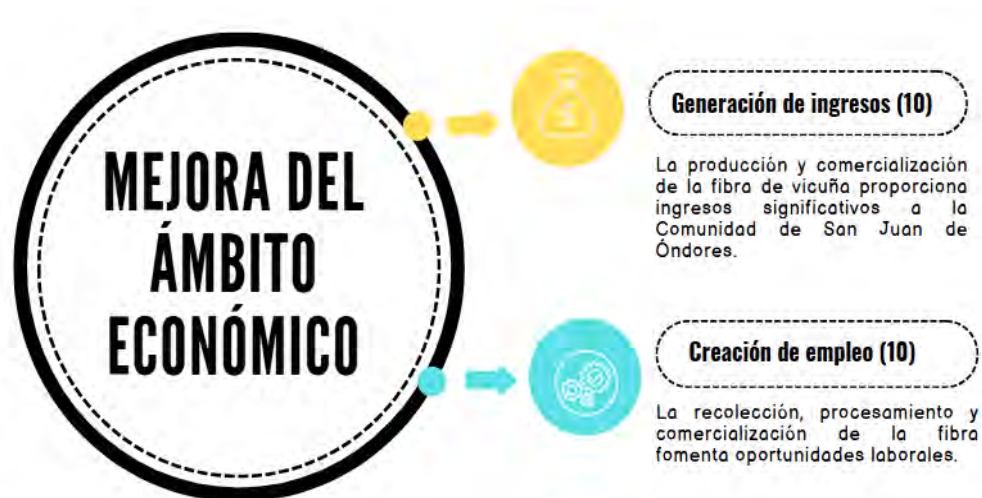 MEJORA DEL
ÁMBITO
ECONÓMICO
Generación de ingresos (10)
La producción y comercialización
de la fibra de vicuña proporciona
ingresos significativos a la
Comunidad de San Juan de
Óndores.
Creación de empleo (10)
La recolección, procesamiento y
comercialización de la fibra
fomenta oportunidades laborales.